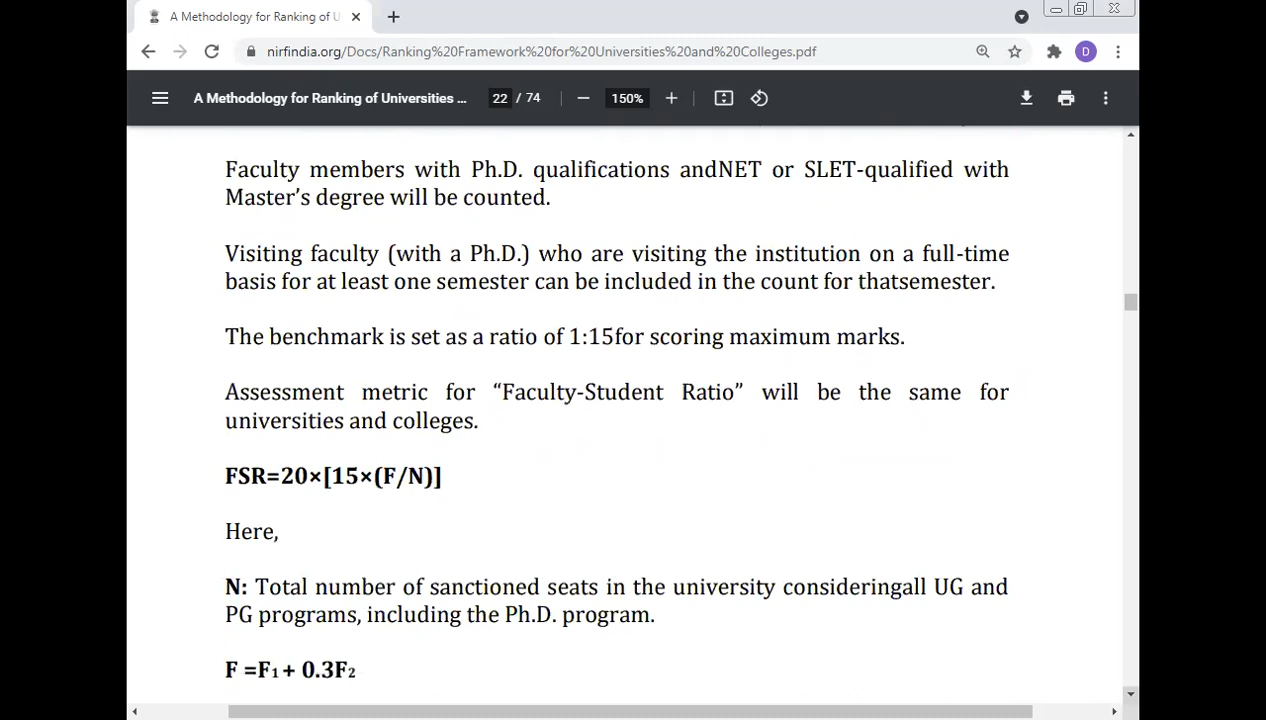 A Methodology for Ranking of U
nirfindia.org/Docs/Ranking%20Framework%20for%20Universities%20and%20Colleges.pdf
D
A Methodology for Ranking of Universities ...
22 / 74
150%
Faculty members with Ph.D. qualifications andNET or SLET-qualified with
Master’s degree will be counted.
Visiting faculty (with a Ph.D.) who are visiting the institution on a full-time
basis for at least one semester can be included in the count for thatsemester.
The benchmark is set as a ratio of 1:15for scoring maximum marks.
Assessment metric for “Faculty-Student Ratio” will be the same for
universities and colleges.
FSR=20×[15×(F/N)]
Here,
N: Total number of sanctioned seats in the university consideringall UG and
PG programs, including the Ph.D. program.
F =F1 + 0.3F2